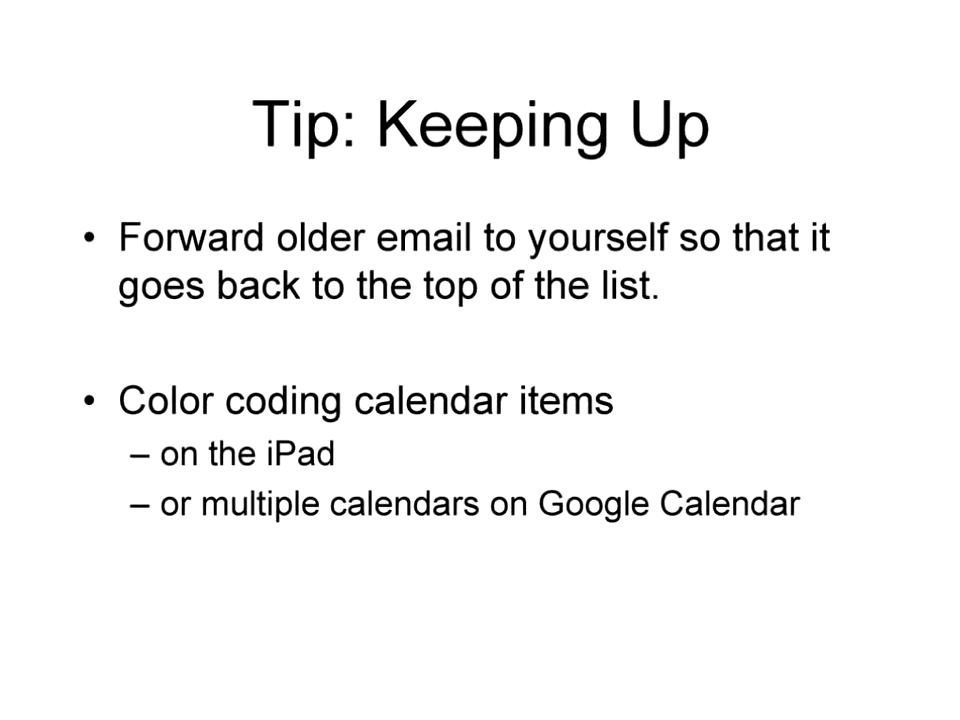 Tip: Keeping Up
• Forward older email to yourself so that it
goes back to the top of the list.
• Color coding calendar items
– on the iPad
– or multiple calendars on Google Calendar